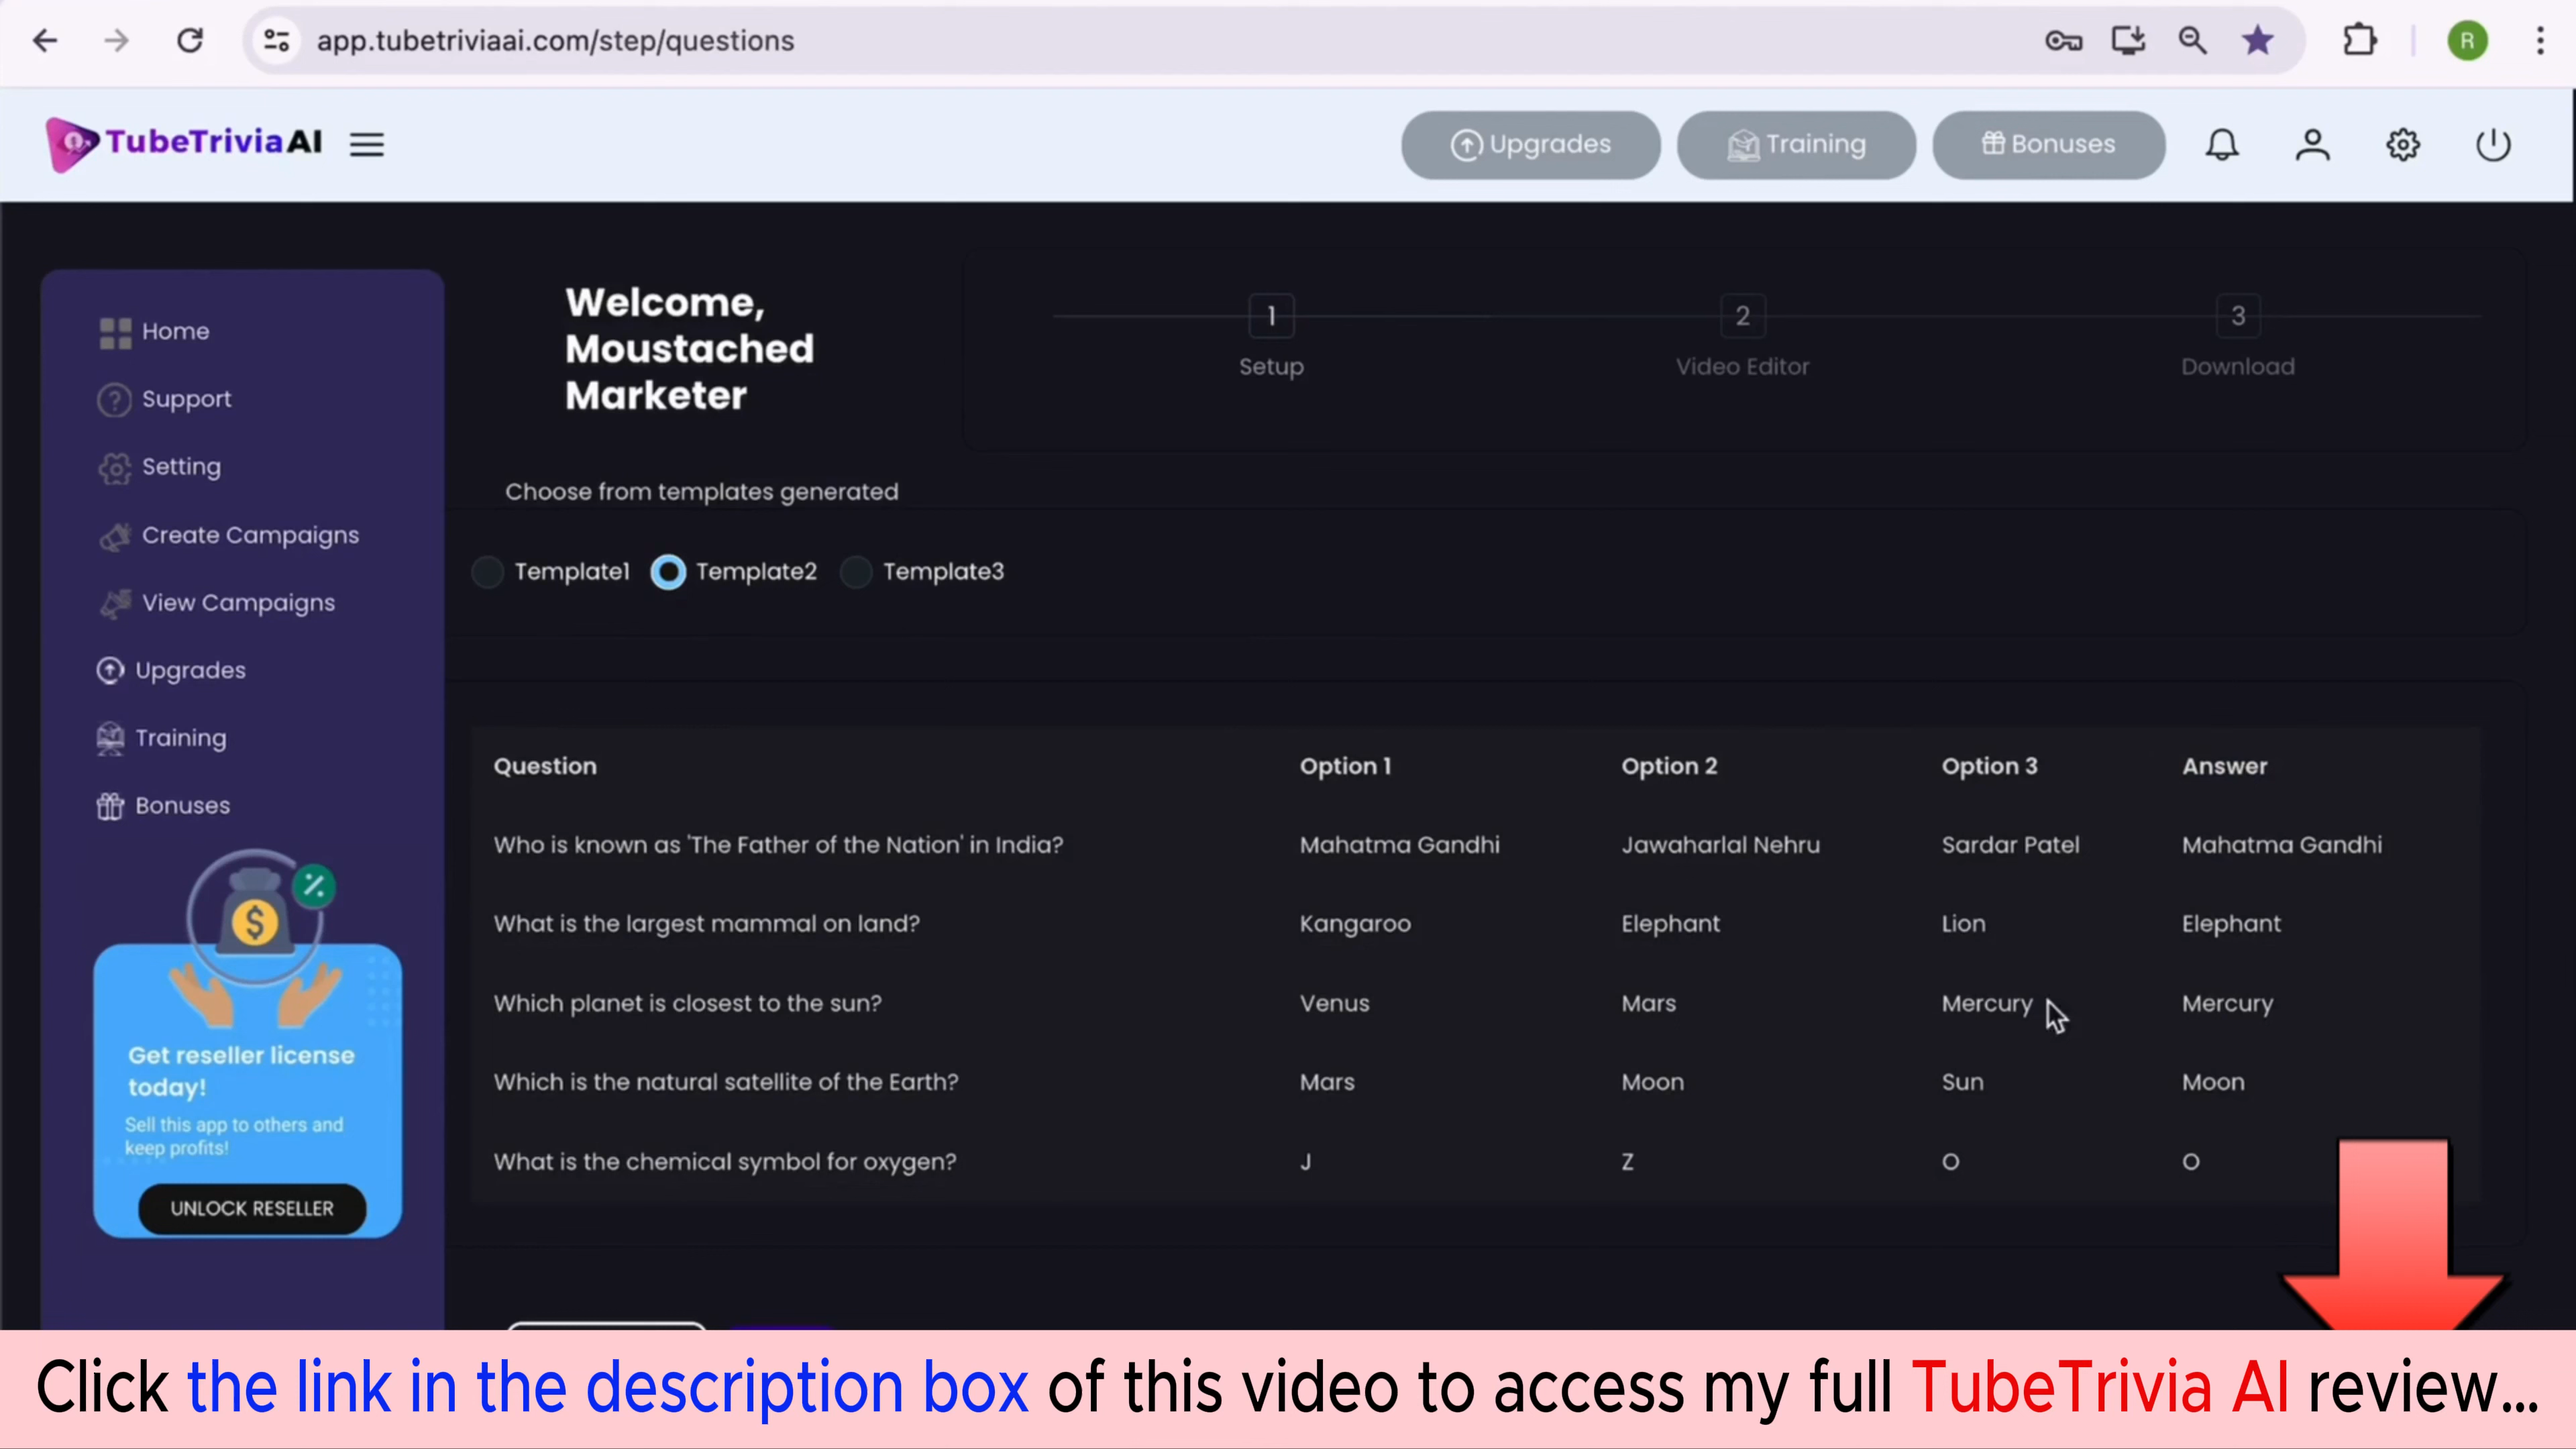 app.tubetriviaai.com/step/questions
R
TubeTrivia AI
Upgrades
Training
Bonuses
Home
Support
Setting
Create Campaigns
View Campaigns
Upgrades
Training
Bonuses
%
$
Get reseller license
today!
Sell this app to others and
keep profits!
UNLOCK RESELLER
Welcome,
Moustached
Marketer
1 2 3
Setup Video Editor Download
Choose from templates generated
Template1 Template2 Template3
Question Option 1 Option 2 Option 3 Answer
Who is known as 'The Father of the Nation' in India? Mahatma Gandhi Jawaharlal Nehru Sardar Patel Mahatma Gandhi
What is the largest mammal on land? Kangaroo Elephant Lion Elephant
Which planet is closest to the sun? Venus Mars Mercury Mercury
Which is the natural satellite of the Earth? Mars Moon Sun Moon
What is the chemical symbol for oxygen? J Z O O
Click the link in the description box of this video to access my full TubeTrivia AI review...